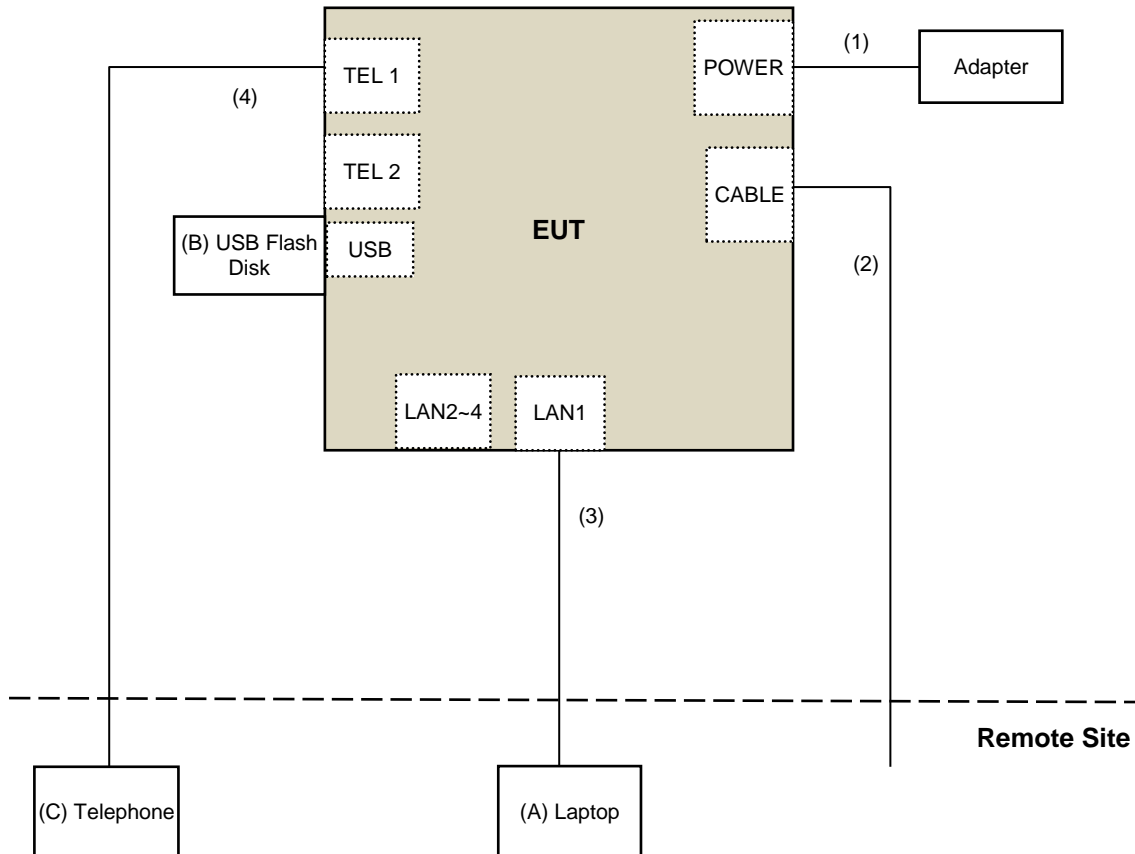 (1)
TEL 1
POWER
Adapter
(4)
TEL 2
CABLE
EUT
(B) USB Flash
Disk
USB
(2)
LAN2~4
LAN1
(3)
Remote Site
(C) Telephone
(A) Laptop